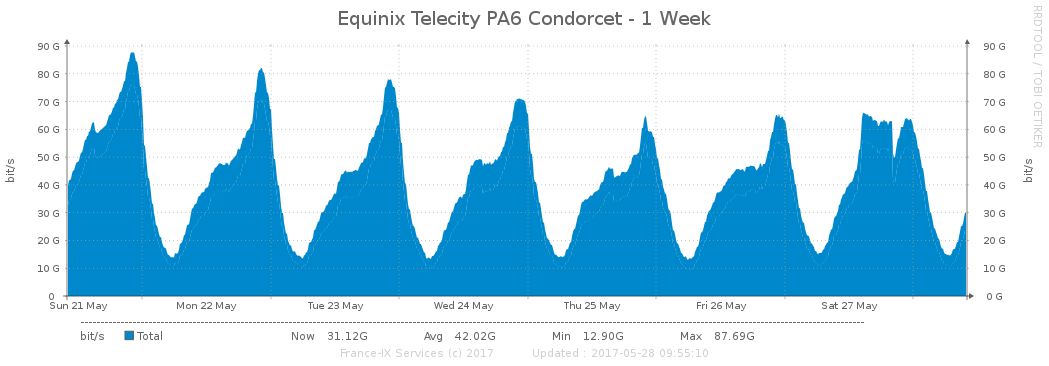 Equinix Telecity PA6 Condorcet - 1 Week
RRDTOOL / TOBI OETIKER
90 G 90 G
80 G 80 G
70 G 70 G
60 G 60 G
50 G 50 G
40 G 40 G
30 G 30 G
20 G 20 G
10 G 10 G
0 0 G
bit/s bit/s
Sun 21 May Mon 22 May Tue 23 May Wed 24 May Thu 25 May Fri 26 May Sat 27 May
bit/s Total Now 31.12G Avg 42.02G Min 12.90G Max 87.69G
France-IX Services (c) 2017 Updated : 2017-05-28 09:55:10